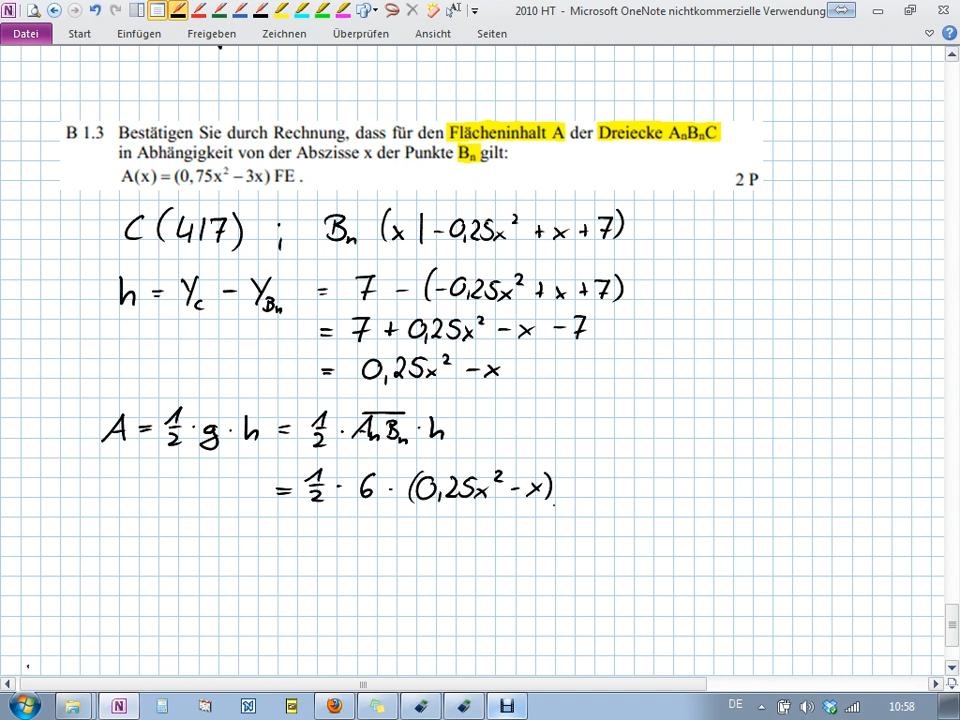 2010 HT - Microsoft OneNote nichtkommerzielle Verwendung
Datei Start Einfügen Freigeben Zeichnen Überprüfen Ansicht Seiten
B 1.3 Bestätigen Sie durch Rechnung, dass für den Flächeninhalt A der Dreiecke AₙBₙC
in Abhängigkeit von der Abszisse x der Punkte Bₙ gilt:
A(x) = (0,75x² – 3x) FE .
2 P
C (4|7) ; Bₙ (x | -0,25x² + x + 7)
h = y_C - y_Bₙ = 7 - (-0,25x² + x + 7)
= 7 + 0,25x² - x - 7
= 0,25x² - x
A = 1/2 · g · h = 1/2 · A̅ₙB̅ₙ · h
= 1/2 · 6 · (0,25x² - x)
DE 10:58